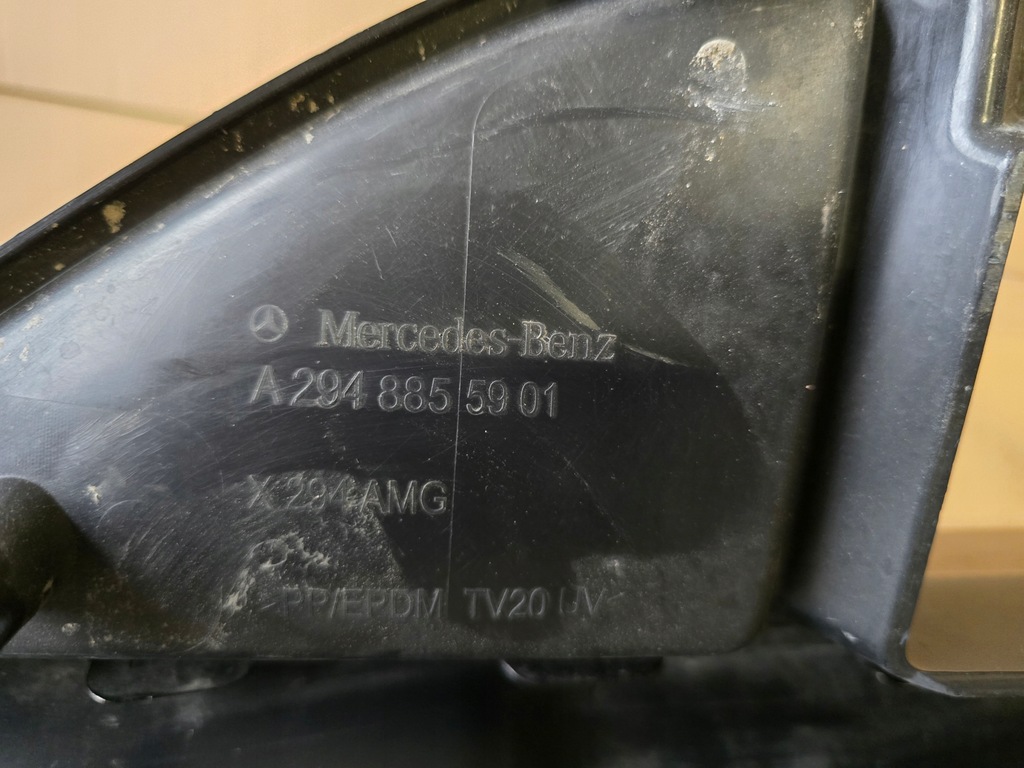 Mercedes-Benz
A 294 885 59 01
X 294 AMG
PP/EPDM TV20 UV